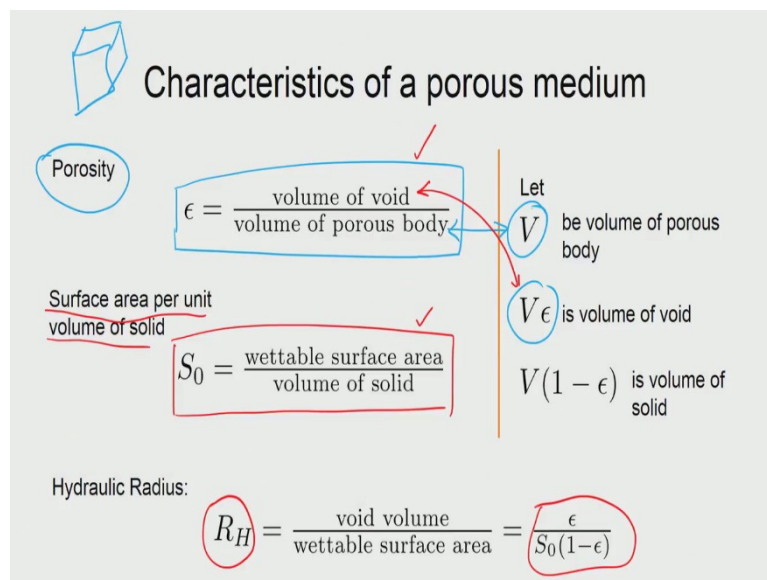 Characteristics of a porous medium
Porosity
ϵ = volume of void / volume of porous body
Let
V be volume of porous
body
Vϵ is volume of void
Surface area per unit
volume of solid
S₀ = wettable surface area / volume of solid
V(1 − ϵ) is volume of
solid
Hydraulic Radius:
R_H = void volume / wettable surface area = ϵ / S₀(1−ϵ)